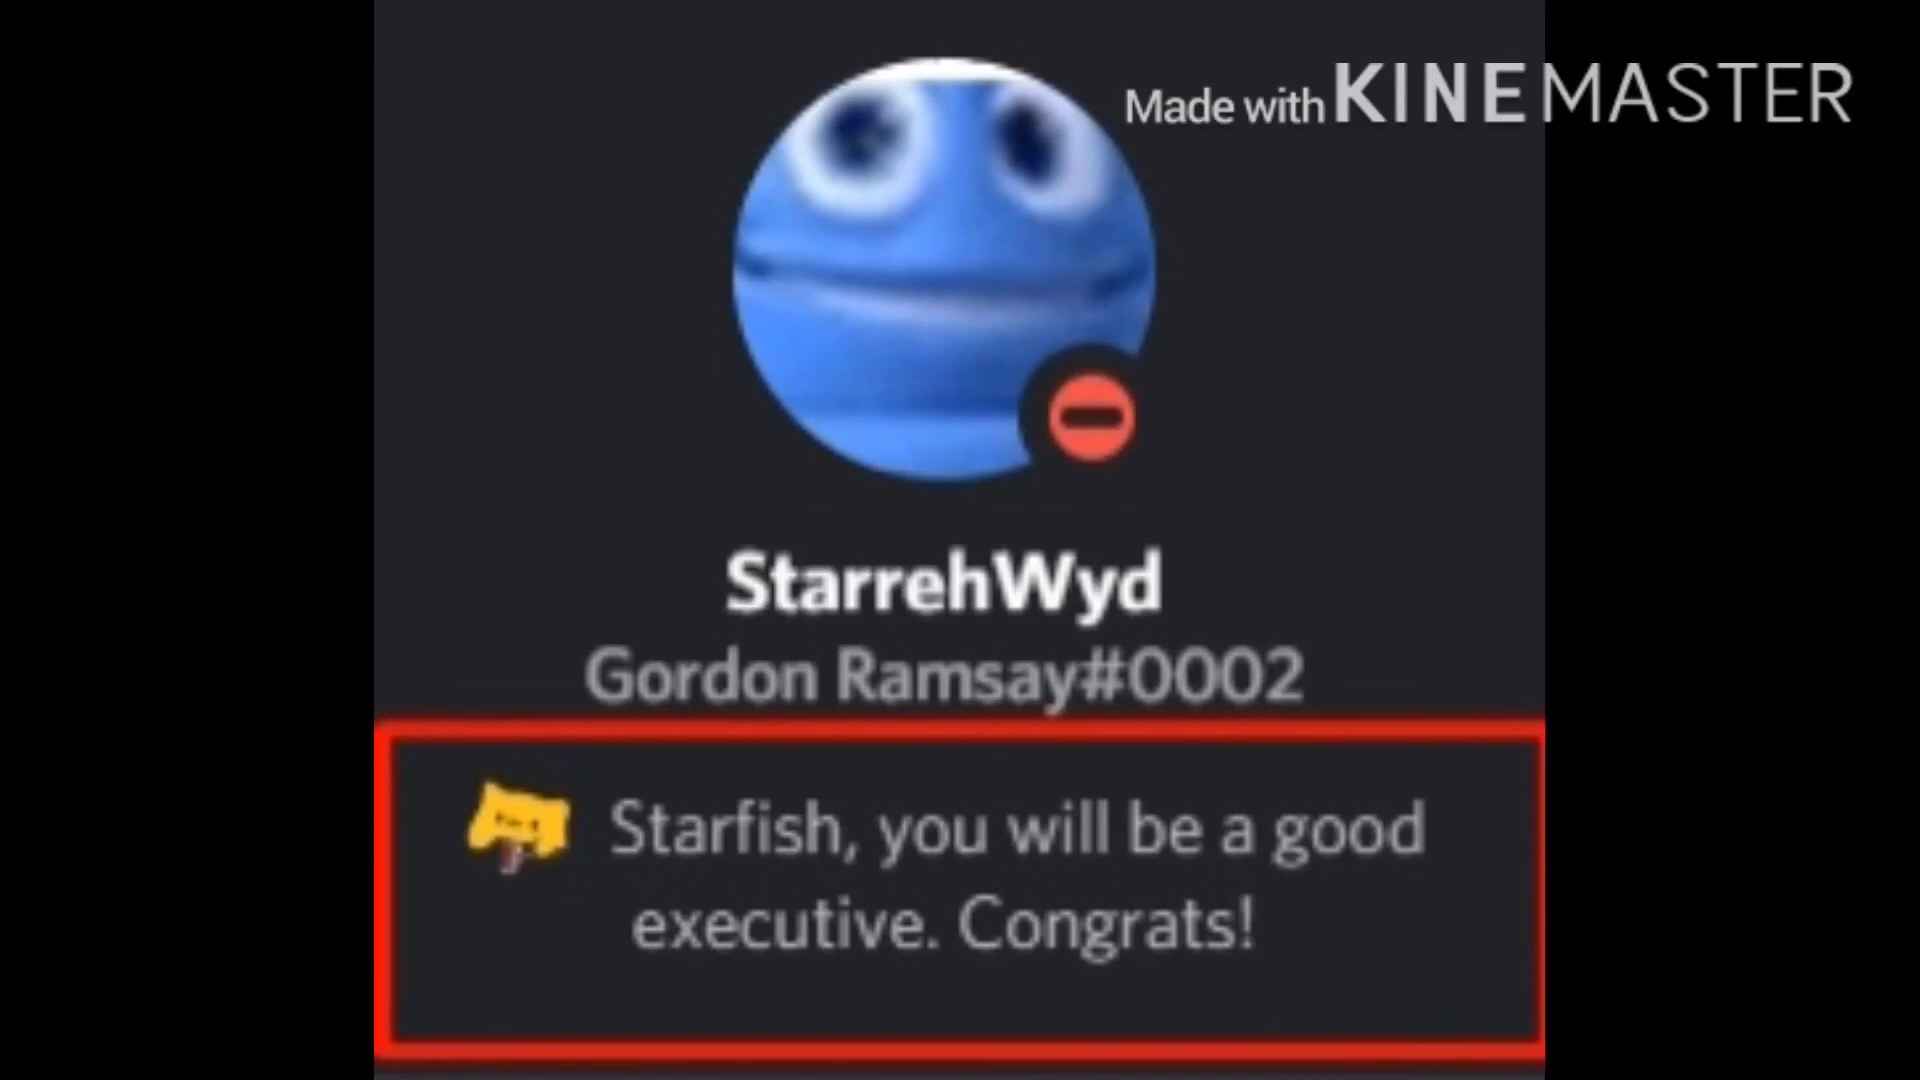 Made with KINEMASTER
StarrehWyd
Gordon Ramsay#0002
Starfish, you will be a good
executive. Congrats!